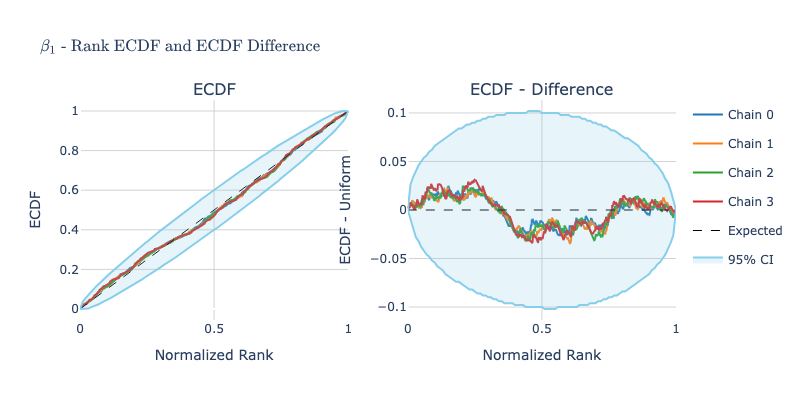 β₁ - Rank ECDF and ECDF Difference
ECDF
ECDF - Difference
ECDF
1
0.8
0.6
0.4
0.2
0
0
0.5
1
Normalized Rank
ECDF - Uniform
0.1
0.05
0
−0.05
−0.1
0
0.5
1
Normalized Rank
Chain 0
Chain 1
Chain 2
Chain 3
Expected
95% CI